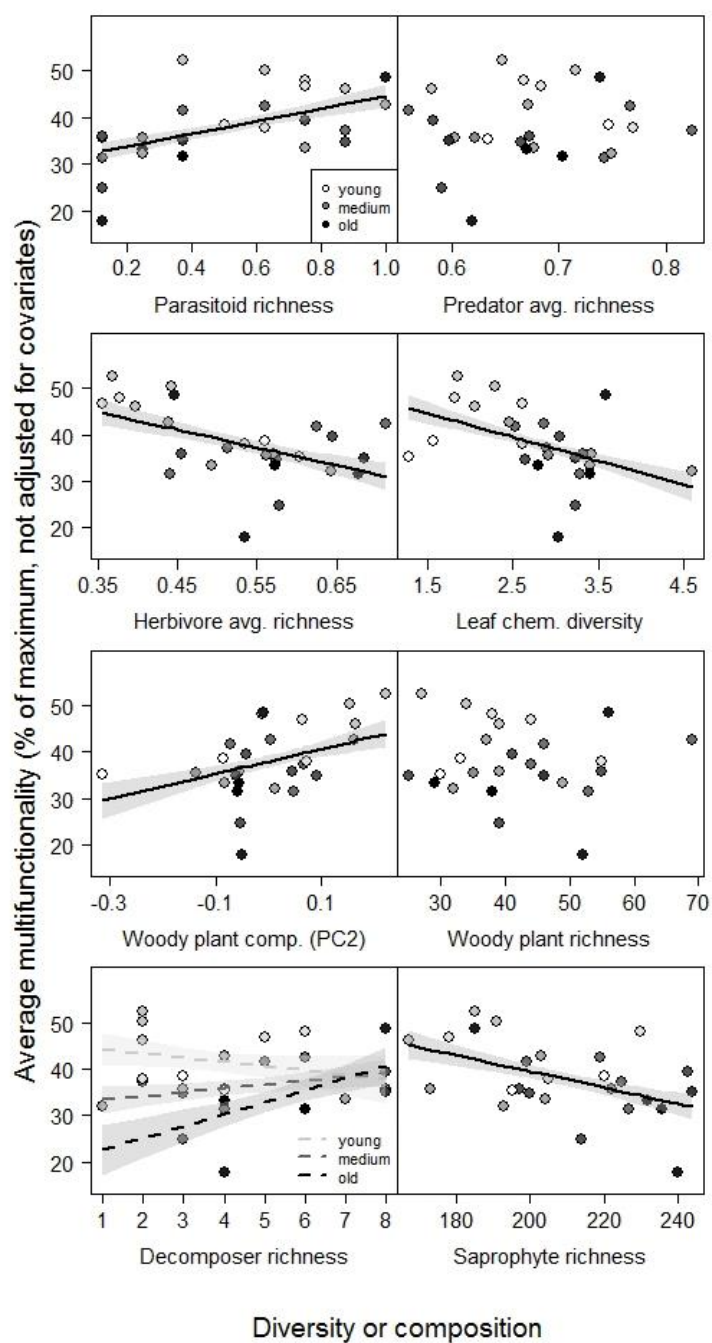 Average multifunctionality (% of maximum, not adjusted for covariates)
50
40
30
20
young
medium
old
0.2 0.4 0.6 0.8 1.0
0.6 0.7 0.8
Parasitoid richness
Predator avg. richness
50
40
30
20
0.35 0.45 0.55 0.65
1.5 2.5 3.5 4.5
Herbivore avg. richness
Leaf chem. diversity
50
40
30
20
-0.3 -0.1 0.1
30 40 50 60 70
Woody plant comp. (PC2)
Woody plant richness
50
40
30
20
young
medium
old
1 2 3 4 5 6 7 8
180 200 220 240
Decomposer richness
Saprophyte richness
Diversity or composition